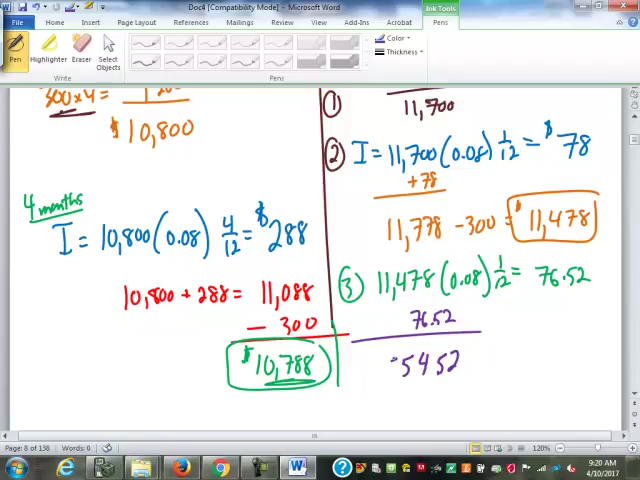 Doc4 [Compatibility Mode] - Microsoft Word
Ink Tools
File Home Insert Page Layout References Mailings Review View Add-Ins Acrobat Pens
Pen Highlighter Eraser Select Objects
Color
Thickness
Write Pens
300 x 4 =
$10,800
4 months
I = 10,800 (0.08) 4/12 = $288
10,800 + 288 = 11,088
- 300
$10,788
①
11,700
② I = 11,700 (0.08) 1/12 = $78
+ 78
11,778 - 300 = $11,478
③ 11,478 (0.08) 1/12 = 76.52
76.52
5452
Page: 8 of 138 Words: 0 120%
9:20 AM
4/10/2017